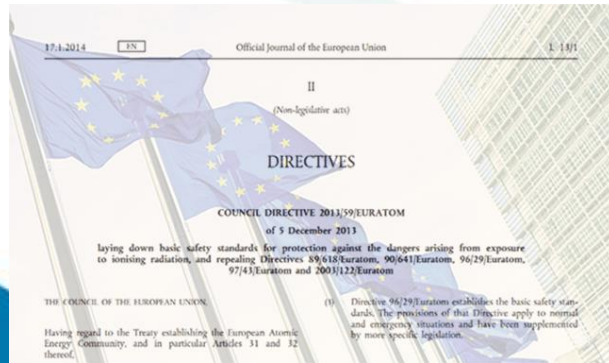 17.1.2014 EN Official Journal of the European Union L 13/1
II
(Non-legislative acts)
DIRECTIVES
COUNCIL DIRECTIVE 2013/59/EURATOM
of 5 December 2013
laying down basic safety standards for protection against the dangers arising from exposure
to ionising radiation, and repealing Directives 89/618/Euratom, 90/641/Euratom, 96/29/Euratom,
97/43/Euratom and 2003/122/Euratom
THE COUNCIL OF THE EUROPEAN UNION,
Having regard to the Treaty establishing the European Atomic
Energy Community, and in particular Articles 31 and 32
thereof,
(1) Directive 96/29/Euratom establishes the basic safety stan-
dards. The provisions of that Directive apply to normal
and emergency situations and have been supplemented
by more specific legislation.